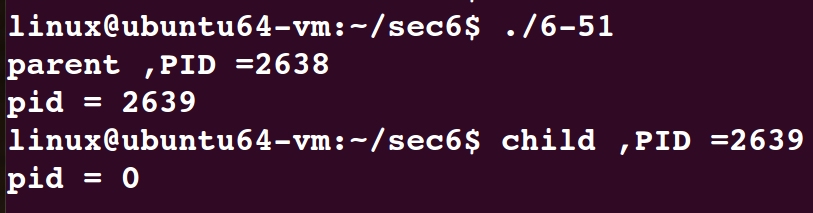 linux@ubuntu64-vm:~/sec6$ ./6-51
parent ,PID =2638
pid = 2639
linux@ubuntu64-vm:~/sec6$ child ,PID =2639
pid = 0